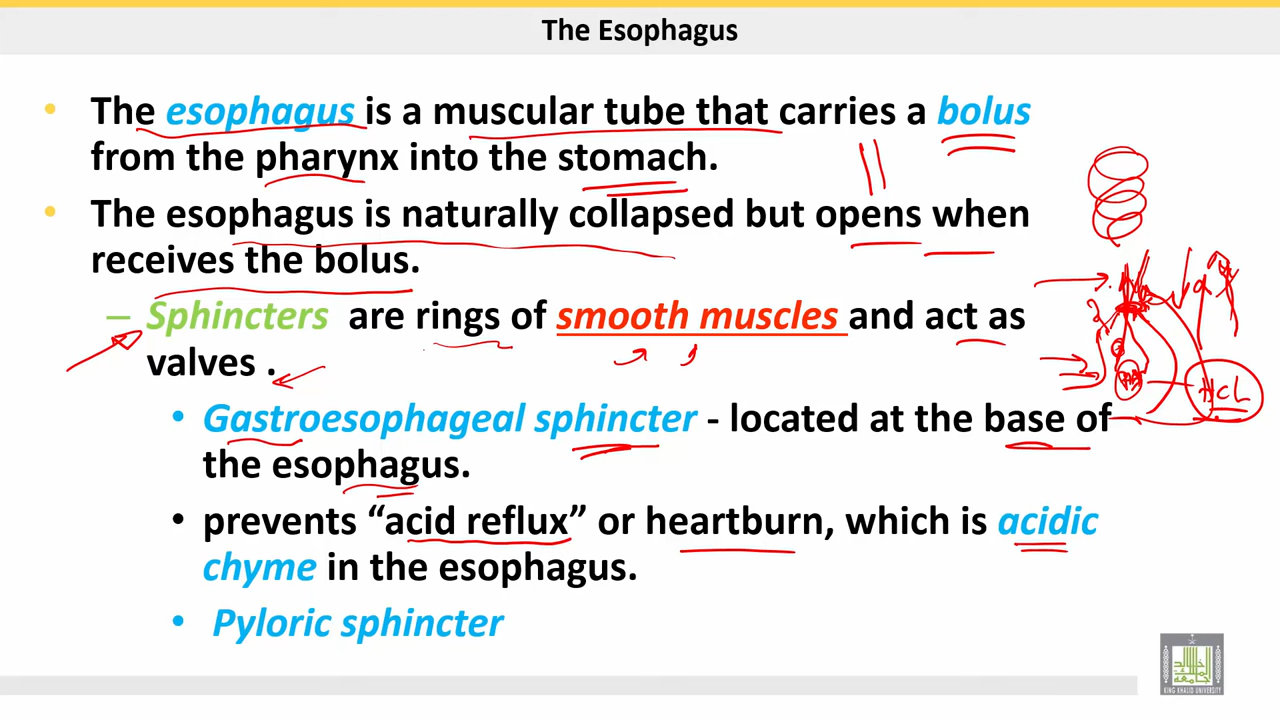 The Esophagus
• The esophagus is a muscular tube that carries a bolus
from the pharynx into the stomach.
• The esophagus is naturally collapsed but opens when
receives the bolus.
– Sphincters are rings of smooth muscles and act as
valves .
• Gastroesophageal sphincter - located at the base of
the esophagus.
• prevents “acid reflux” or heartburn, which is acidic
chyme in the esophagus.
• Pyloric sphincter
HCL
KING KHALID UNIVERSITY